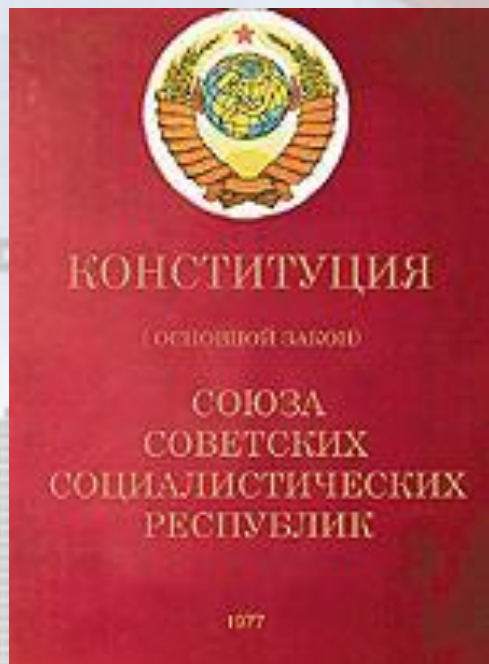 КОНСТИТУЦИЯ
(ОСНОВНОЙ ЗАКОН)
СОЮЗА
СОВЕТСКИХ
СОЦИАЛИСТИЧЕСКИХ
РЕСПУБЛИК
1977